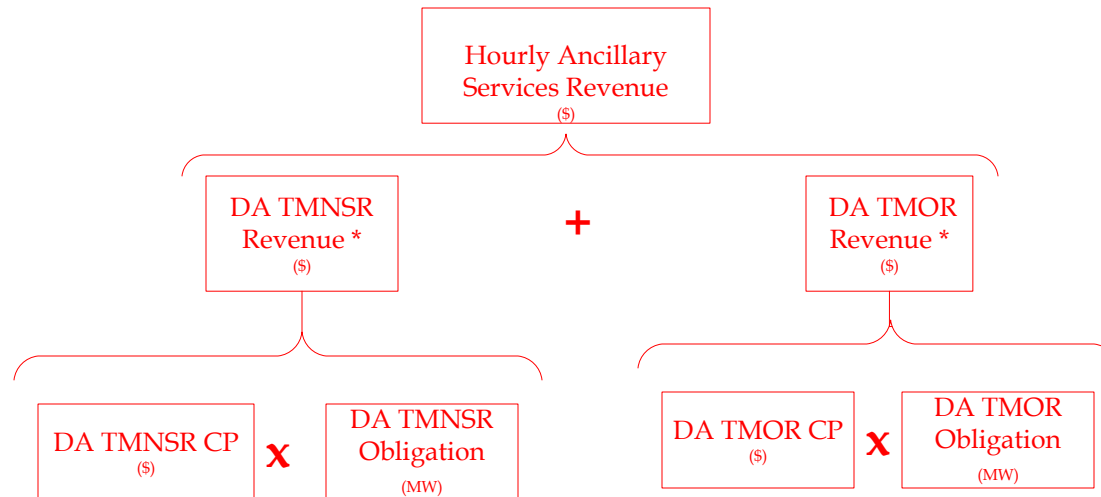 Hourly Ancillary
Services Revenue
($)
DA TMNSR
Revenue *
($)
+
DA TMOR
Revenue *
($)
DA TMNSR CP
($)
x
DA TMNSR
Obligation
(MW)
DA TMOR CP
($)
x
DA TMOR
Obligation
(MW)